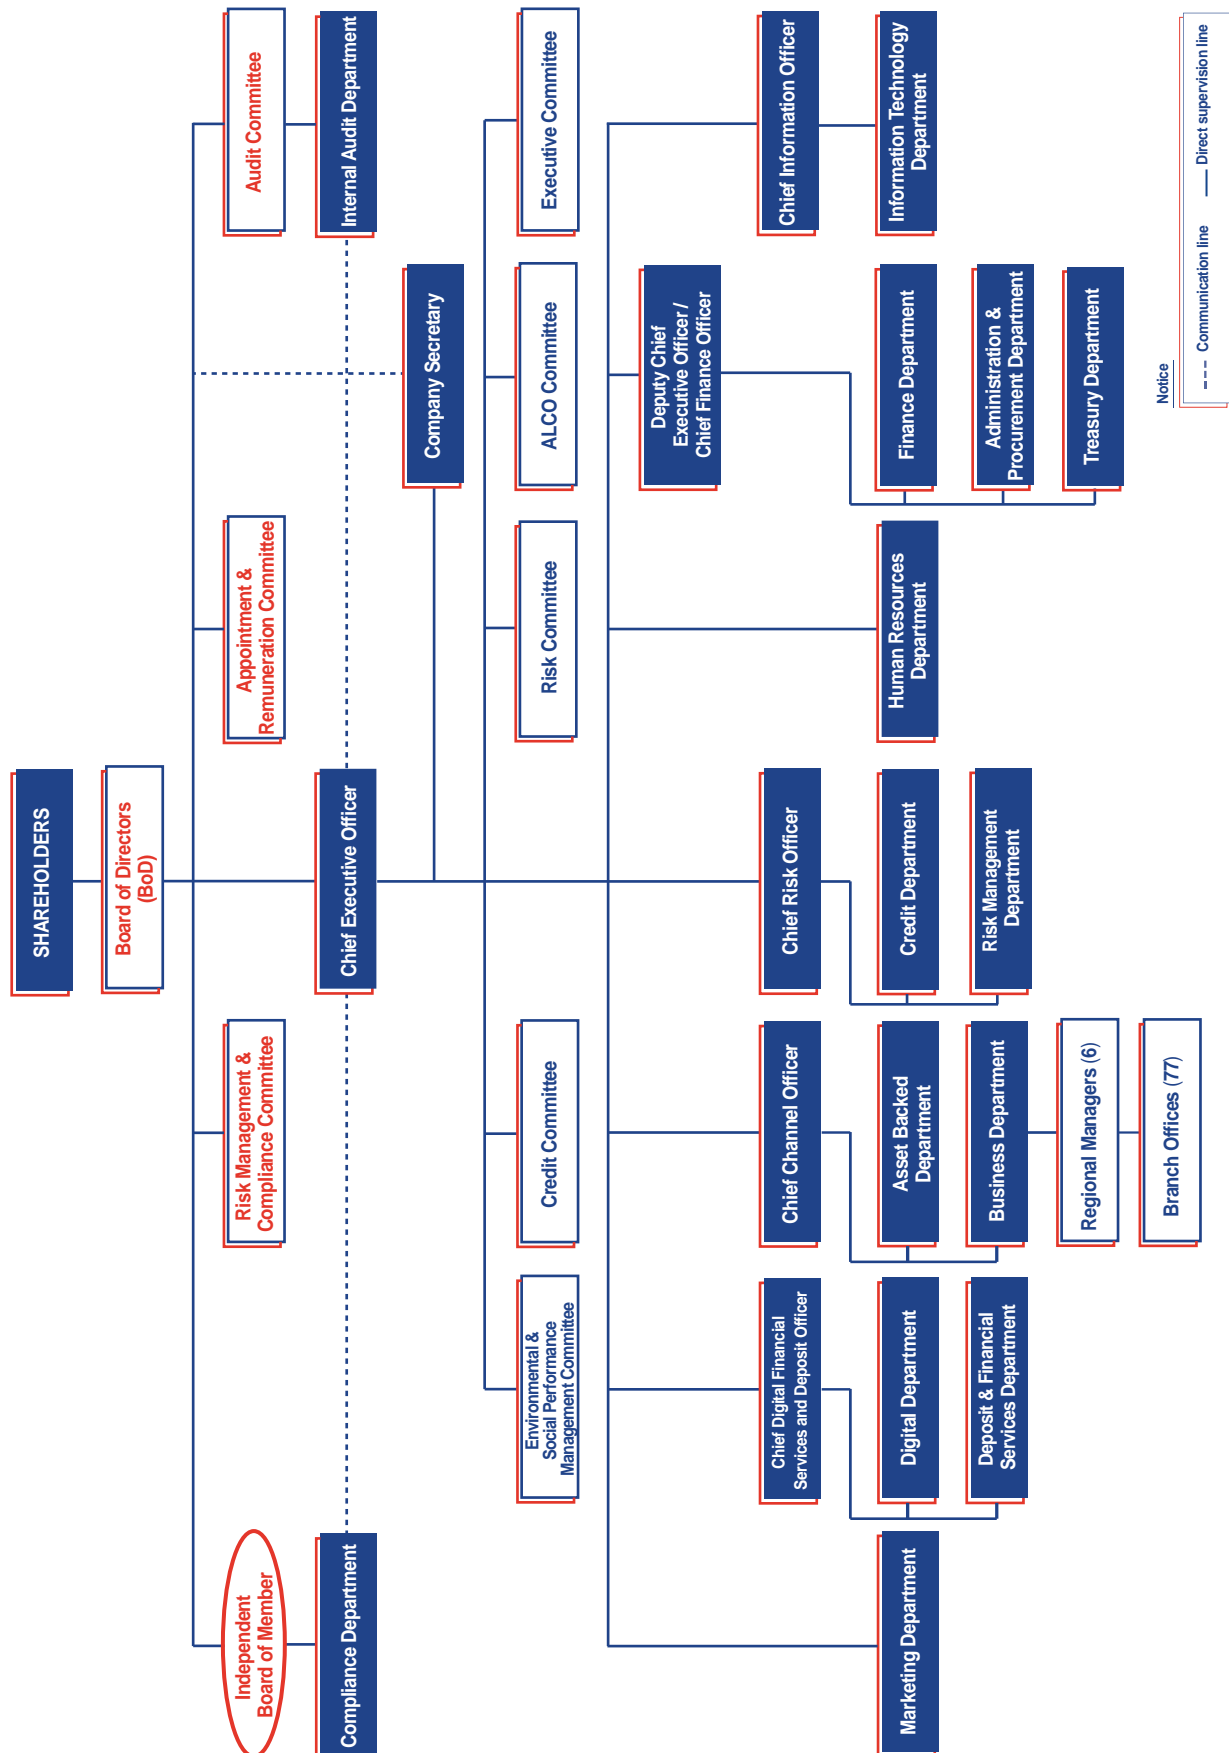 SHAREHOLDERS
Board of Directors
(BoD)
Independent
Board of Member
Risk Management &
Compliance Committee
Appointment &
Remuneration Committee
Audit Committee
Compliance Department
Chief Executive Officer
Internal Audit Department
Company Secretary
Environmental &
Social Performance
Management Committee
Credit Committee
Risk Committee
ALCO Committee
Executive Committee
Deputy Chief
Executive Officer /
Chief Finance Officer
Chief Digital Financial
Services and Deposit Officer
Chief Channel Officer
Chief Risk Officer
Chief Information Officer
Marketing Department
Digital Department
Asset Backed
Department
Credit Department
Human Resources
Department
Finance Department
Information Technology
Department
Deposit & Financial
Services Department
Business Department
Risk Management
Department
Administration &
Procurement Department
Regional Managers (6)
Treasury Department
Branch Offices (77)
Notice
Communication line
Direct supervision line